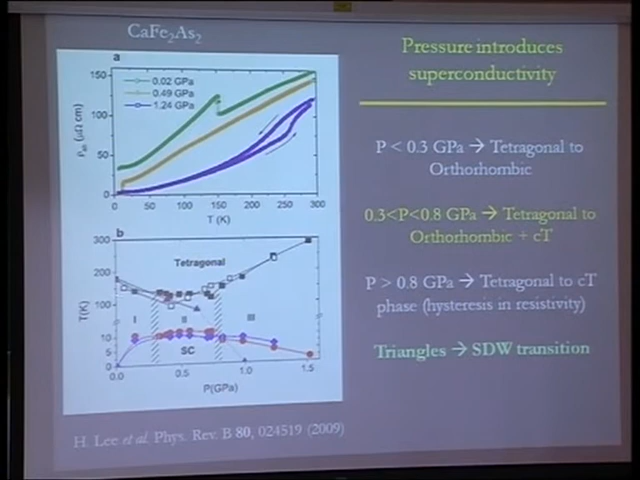 CaFe₂As₂
Pressure introduces
superconductivity
a
150
100
50
0
0.02 GPa
0.49 GPa
1.24 GPa
0 50 100 150 200 250 300
T (K)
P < 0.3 GPa → Tetragonal to
Orthorhombic
0.3<P<0.8 GPa → Tetragonal to
Orthorhombic + cT
P > 0.8 GPa → Tetragonal to cT
phase (hysteresis in resistivity)
Triangles → SDW transition
b
300
200
100
10
5
0
T(K)
Tetragonal
I II III
SC
0.0 0.5 1.0 1.5
P(GPa)
H. Lee et al. Phys. Rev. B 80, 024519 (2009)